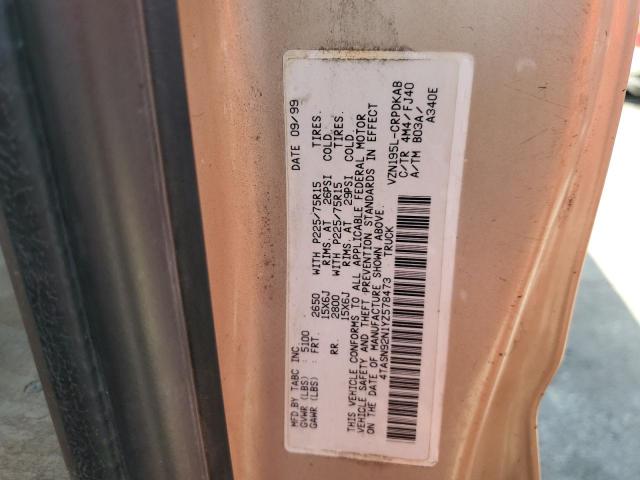 MFD BY TABC INC DATE 09/99
GVWR (LBS) : 5100
GAWR (LBS) : FRT. 2650 WITH P225/75R15 TIRES.
15X6J RIMS, AT 26PSI COLD.
RR. 2800 WITH P225/75R15 TIRES.
15X6J RIMS, AT 29PSI COLD.
THIS VEHICLE CONFORMS TO ALL APPLICABLE FEDERAL MOTOR
VEHICLE SAFETY AND THEFT PREVENTION STANDARDS IN EFFECT
ON THE DATE OF MANUFACTURE SHOWN ABOVE.
4TASN92N1YZ578473 TRUCK
VZN195L-CRPDKAB
C/TR 4M4/FJ40
A/TM B03A/
A340E